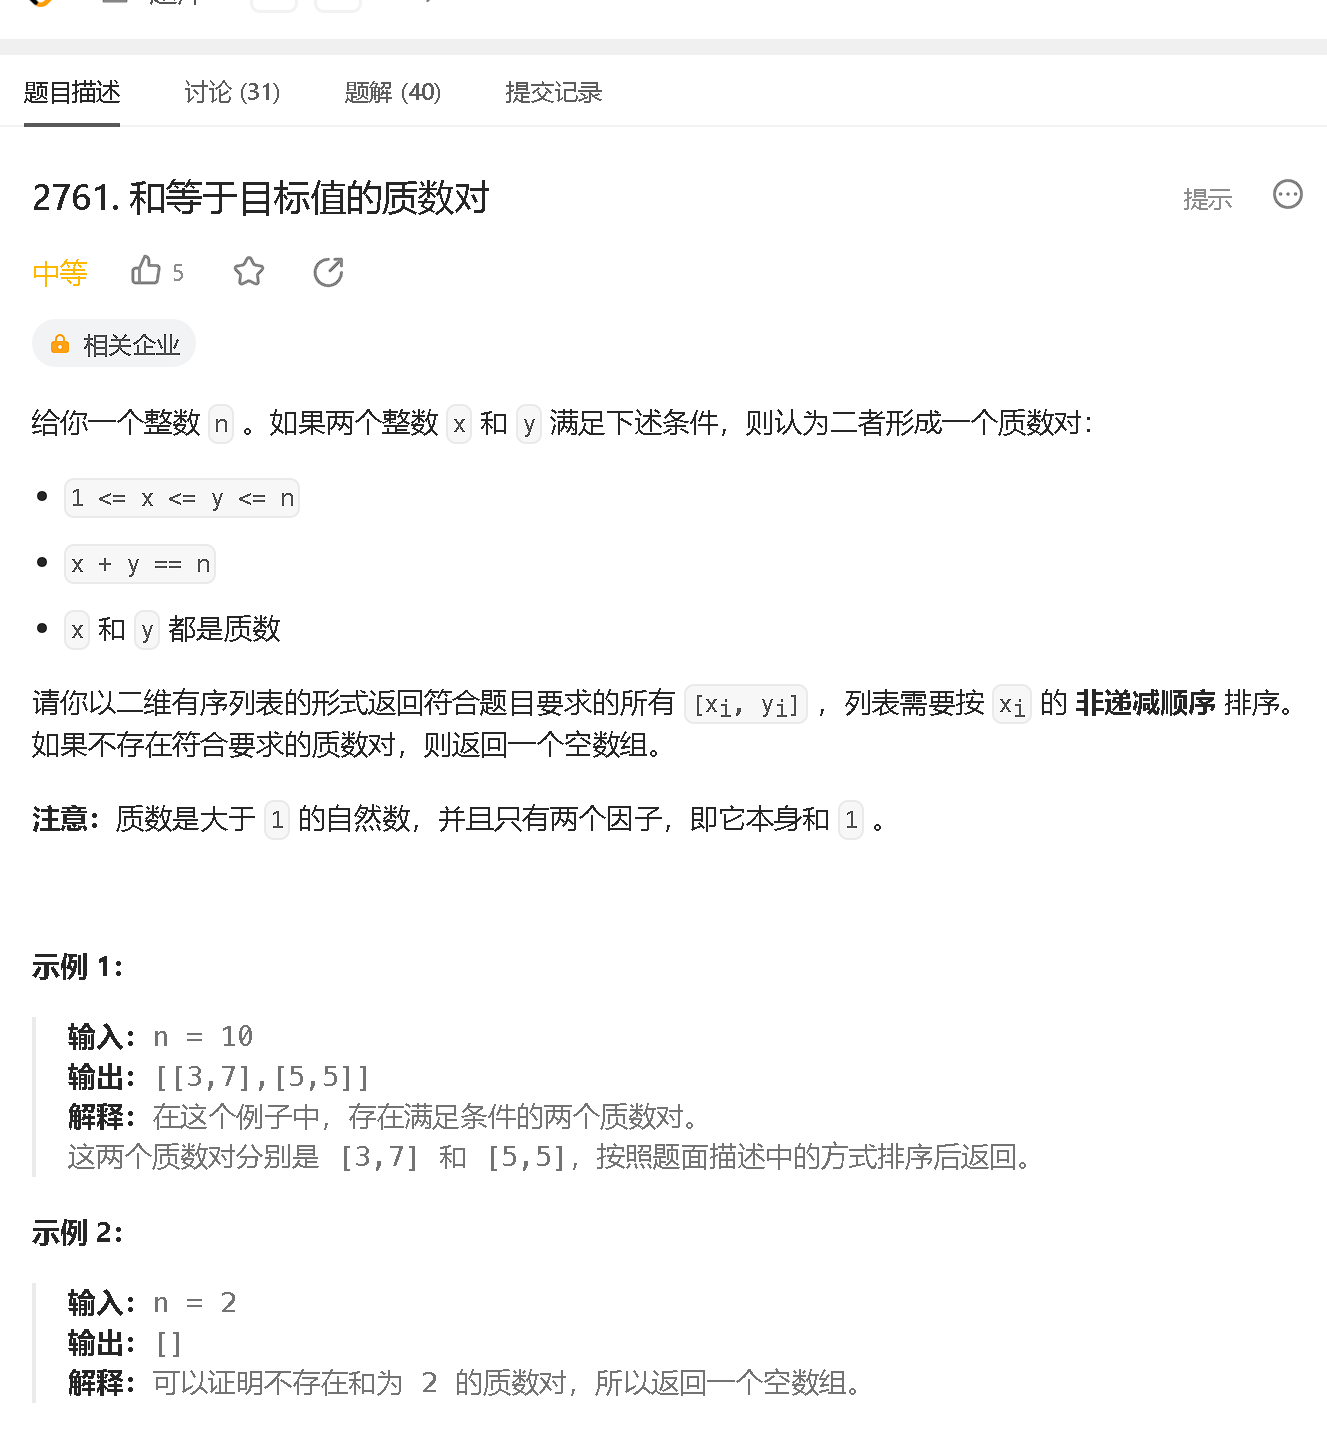 题目描述 讨论 (31) 题解 (40) 提交记录
2761. 和等于目标值的质数对
提示
中等 5
相关企业
给你一个整数 n 。如果两个整数 x 和 y 满足下述条件，则认为二者形成一个质数对：
1 <= x <= y <= n
x + y == n
x 和 y 都是质数
请你以二维有序列表的形式返回符合题目要求的所有 [xi, yi] ，列表需要按 xi 的 非递减顺序 排序。
如果不存在符合要求的质数对，则返回一个空数组。
注意：质数是大于 1 的自然数，并且只有两个因子，即它本身和 1 。
示例 1：
输入：n = 10
输出：[[3,7],[5,5]]
解释：在这个例子中，存在满足条件的两个质数对。
这两个质数对分别是 [3,7] 和 [5,5]，按照题面描述中的方式排序后返回。
示例 2：
输入：n = 2
输出：[]
解释：可以证明不存在和为 2 的质数对，所以返回一个空数组。